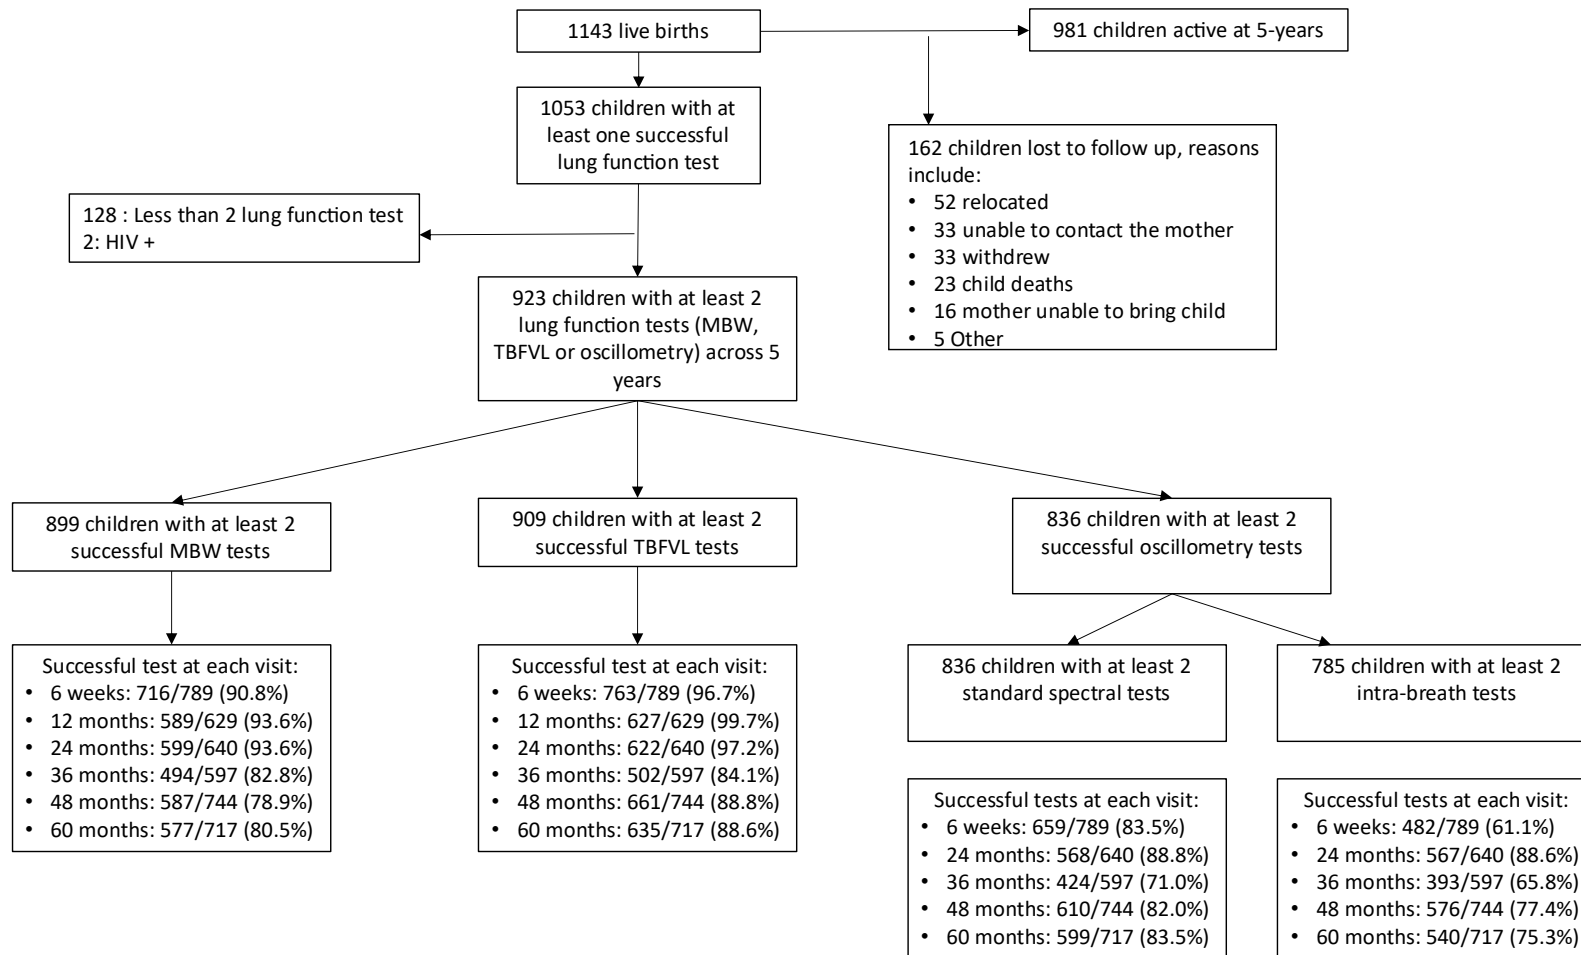 1143 live births
981 children active at 5-years
1053 children with at
least one successful
lung function test
162 children lost to follow up, reasons
include:
• 52 relocated
• 33 unable to contact the mother
• 33 withdrew
• 23 child deaths
• 16 mother unable to bring child
• 5 Other
128 : Less than 2 lung function test
2: HIV +
923 children with at least 2
lung function tests (MBW,
TBFVL or oscillometry) across 5
years
899 children with at least 2
successful MBW tests
909 children with at least 2
successful TBFVL tests
836 children with at least 2
successful oscillometry tests
Successful test at each visit:
• 6 weeks: 716/789 (90.8%)
• 12 months: 589/629 (93.6%)
• 24 months: 599/640 (93.6%)
• 36 months: 494/597 (82.8%)
• 48 months: 587/744 (78.9%)
• 60 months: 577/717 (80.5%)
Successful test at each visit:
• 6 weeks: 763/789 (96.7%)
• 12 months: 627/629 (99.7%)
• 24 months: 622/640 (97.2%)
• 36 months: 502/597 (84.1%)
• 48 months: 661/744 (88.8%)
• 60 months: 635/717 (88.6%)
836 children with at least 2
standard spectral tests
785 children with at least 2
intra-breath tests
Successful tests at each visit:
• 6 weeks: 659/789 (83.5%)
• 24 months: 568/640 (88.8%)
• 36 months: 424/597 (71.0%)
• 48 months: 610/744 (82.0%)
• 60 months: 599/717 (83.5%)
Successful tests at each visit:
• 6 weeks: 482/789 (61.1%)
• 24 months: 567/640 (88.6%)
• 36 months: 393/597 (65.8%)
• 48 months: 576/744 (77.4%)
• 60 months: 540/717 (75.3%)